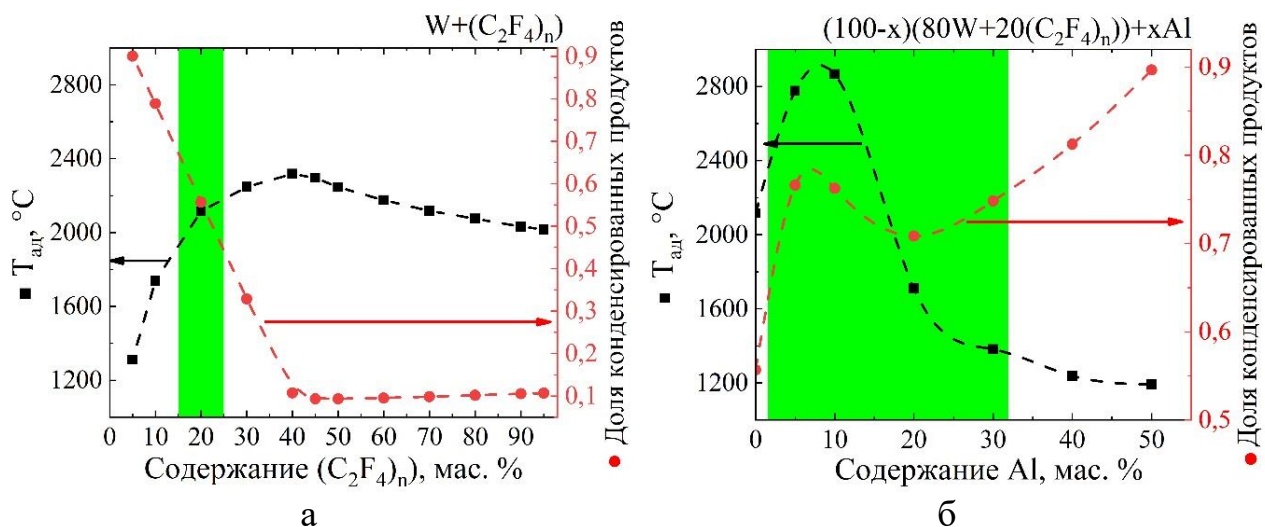 W+(C₂F₄)ₙ)
2800
2400
2000
1600
1200
Tад, °C
0 10 20 30 40 50 60 70 80 90
Содержание (C₂F₄)ₙ), мас. %
0,9
0,8
0,7
0,6
0,5
0,4
0,3
0,2
0,1
Доля конденсированных продуктов
а
(100-x)(80W+20(C₂F₄)ₙ))+xAl
2800
2400
2000
1600
1200
Tад, °C
0 10 20 30 40 50
Содержание Al, мас. %
0,9
0,8
0,7
0,6
0,5
Доля конденсированных продуктов
б